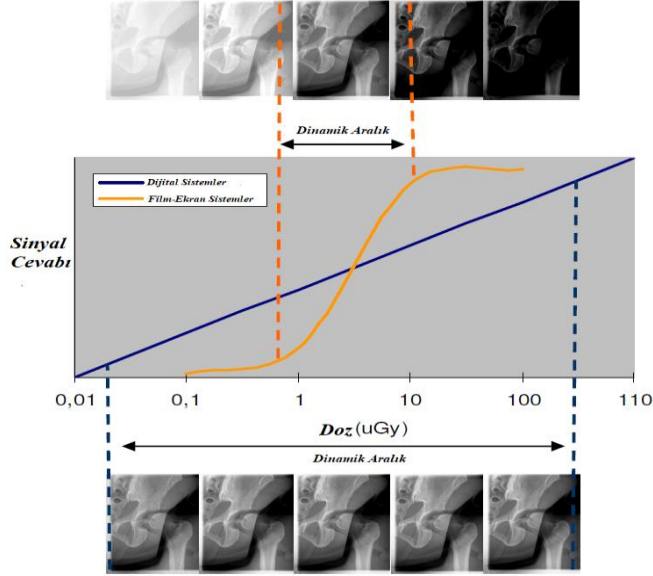 Dinamik Aralık
Dijital Sistemler
Film-Ekran Sistemler
Sinyal
Cevabı
0,01 0,1 1 10 100 110
Doz (uGy)
Dinamik Aralık